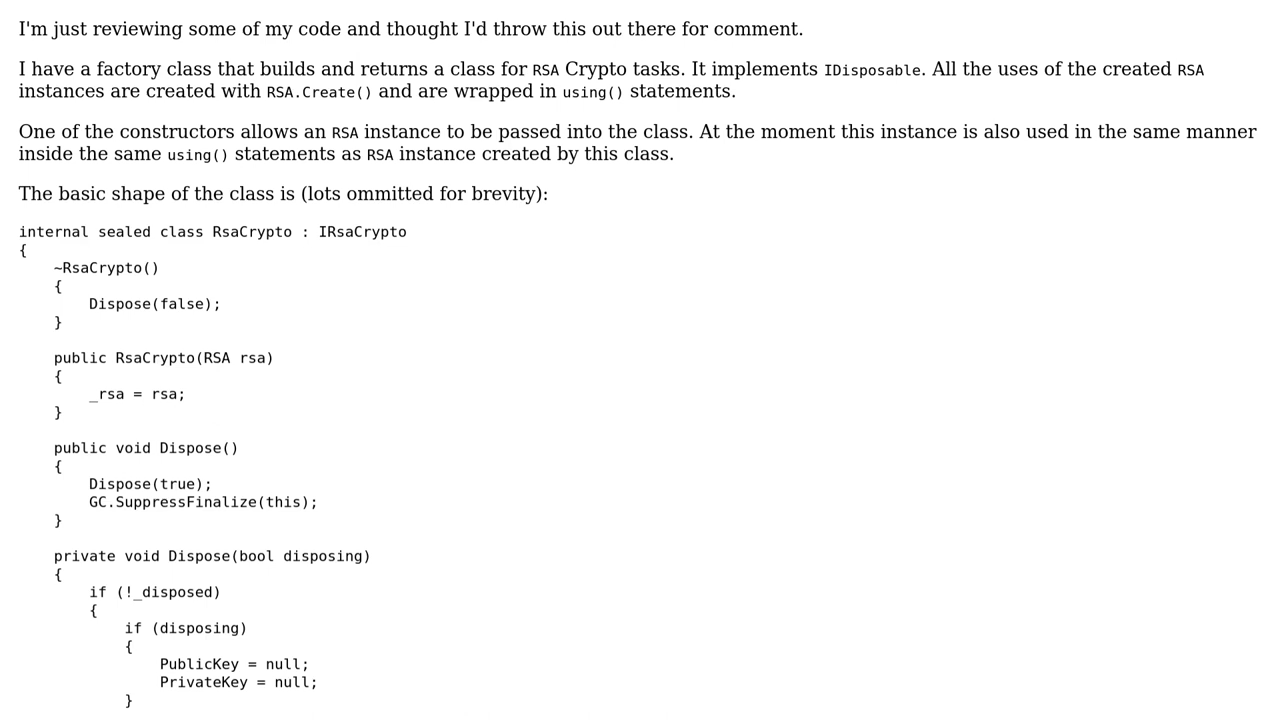 I'm just reviewing some of my code and thought I'd throw this out there for comment.
I have a factory class that builds and returns a class for RSA Crypto tasks. It implements IDisposable. All the uses of the created RSA
instances are created with RSA.Create() and are wrapped in using() statements.
One of the constructors allows an RSA instance to be passed into the class. At the moment this instance is also used in the same manner
inside the same using() statements as RSA instance created by this class.
The basic shape of the class is (lots ommitted for brevity):
internal sealed class RsaCrypto : IRsaCrypto
{
    ~RsaCrypto()
    {
        Dispose(false);
    }
    public RsaCrypto(RSA rsa)
    {
        _rsa = rsa;
    }
    public void Dispose()
    {
        Dispose(true);
        GC.SuppressFinalize(this);
    }
    private void Dispose(bool disposing)
    {
        if (!_disposed)
        {
            if (disposing)
            {
                PublicKey = null;
                PrivateKey = null;
            }